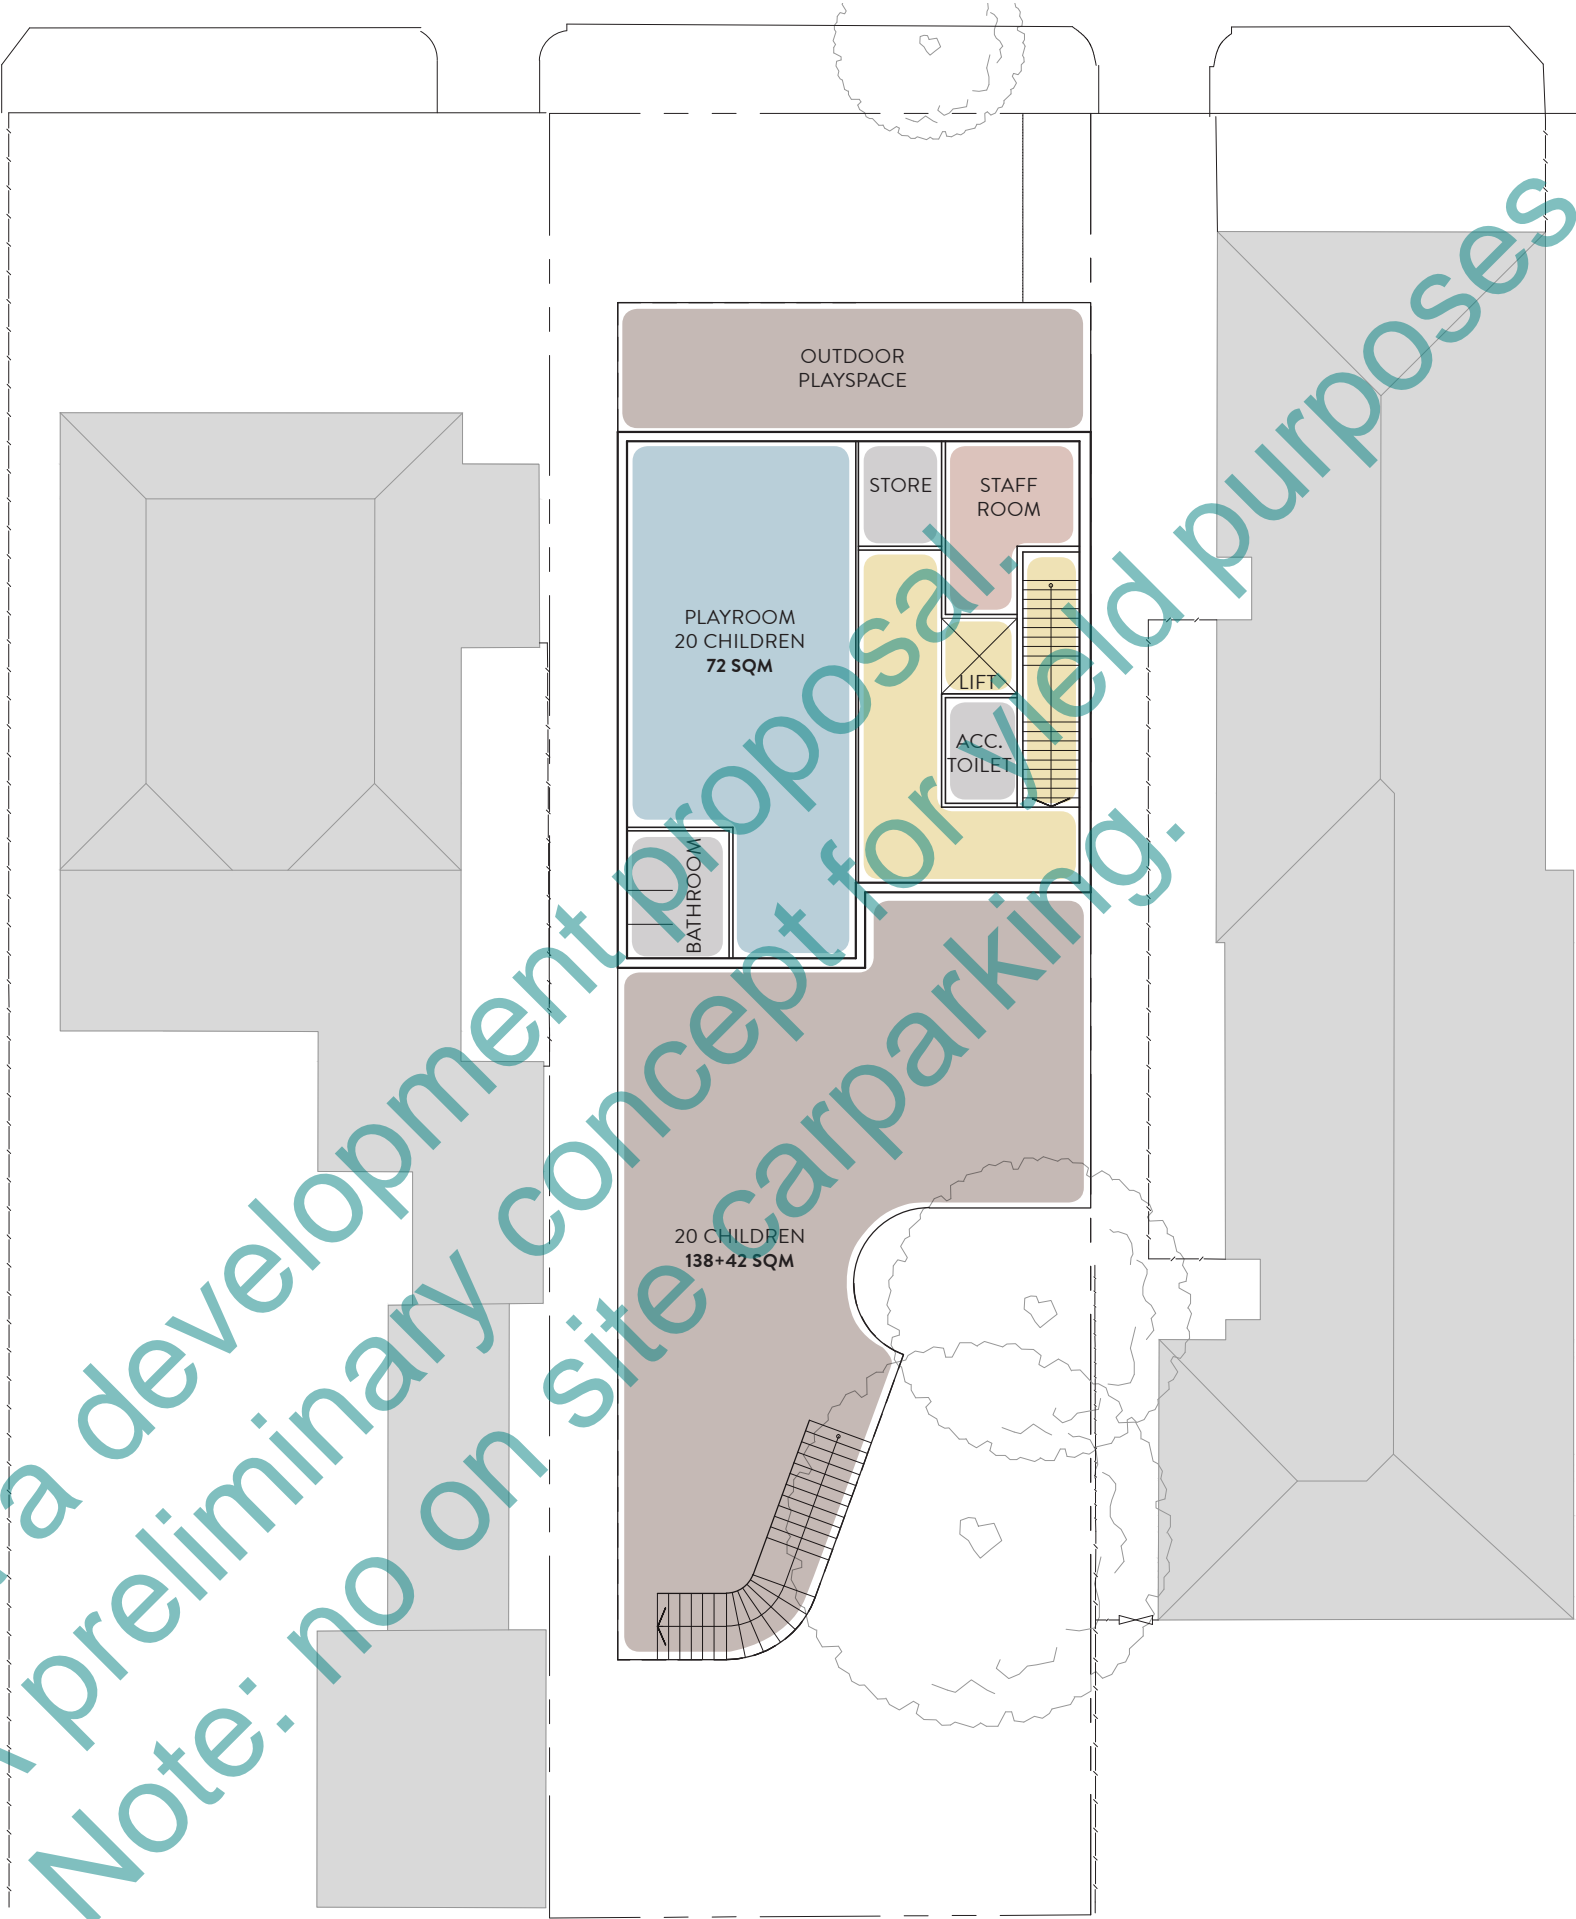 OUTDOOR
PLAYSPACE
STORE
STAFF
ROOM
PLAYROOM
20 CHILDREN
72 SQM
LIFT
ACC.
TOILET
BATHROOM
20 CHILDREN
138+42 SQM
a development proposal.
preliminary concept for yield purposes
Note: no on site carparking.